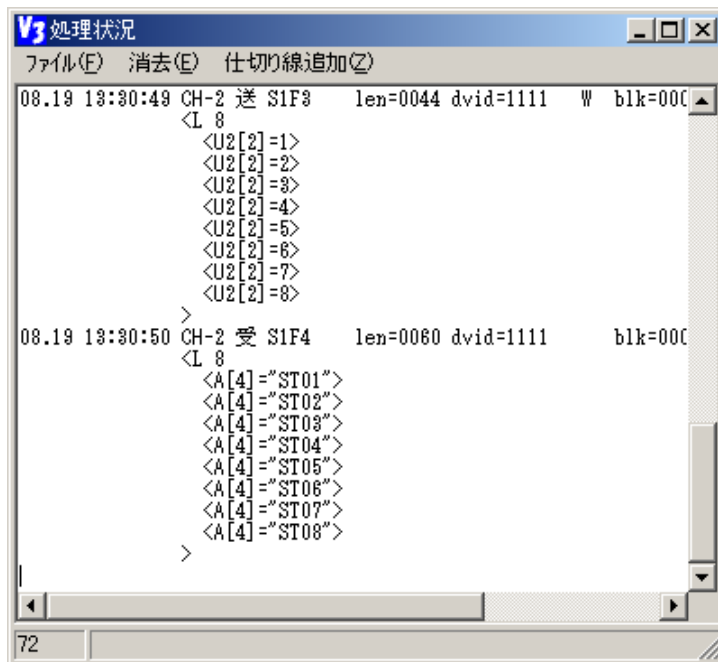 V3 処理状況
ファイル(F) 消去(E) 仕切り線追加(Z)
08.19 13:30:49 CH-2 送 S1F3 len=0044 dvid=1111 W blk=000
<L 8
<U2[2]=1>
<U2[2]=2>
<U2[2]=3>
<U2[2]=4>
<U2[2]=5>
<U2[2]=6>
<U2[2]=7>
<U2[2]=8>
>
08.19 13:30:50 CH-2 受 S1F4 len=0060 dvid=1111 blk=000
<L 8
<A[4]="ST01">
<A[4]="ST02">
<A[4]="ST03">
<A[4]="ST04">
<A[4]="ST05">
<A[4]="ST06">
<A[4]="ST07">
<A[4]="ST08">
>
72